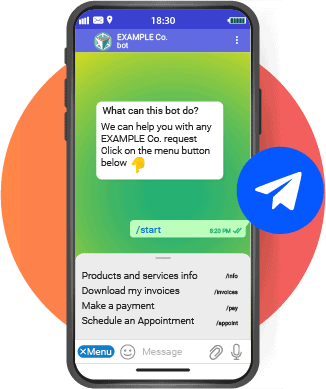 18:30
EXAMPLE Co.
bot
What can this bot do?
We can help you with any
EXAMPLE Co. request
Click on the menu button
below 👇
/start
8:20 PM
Products and services info /info
Download my invoices /invoices
Make a payment /pay
Schedule an Appointment /appoint
×Menu Message